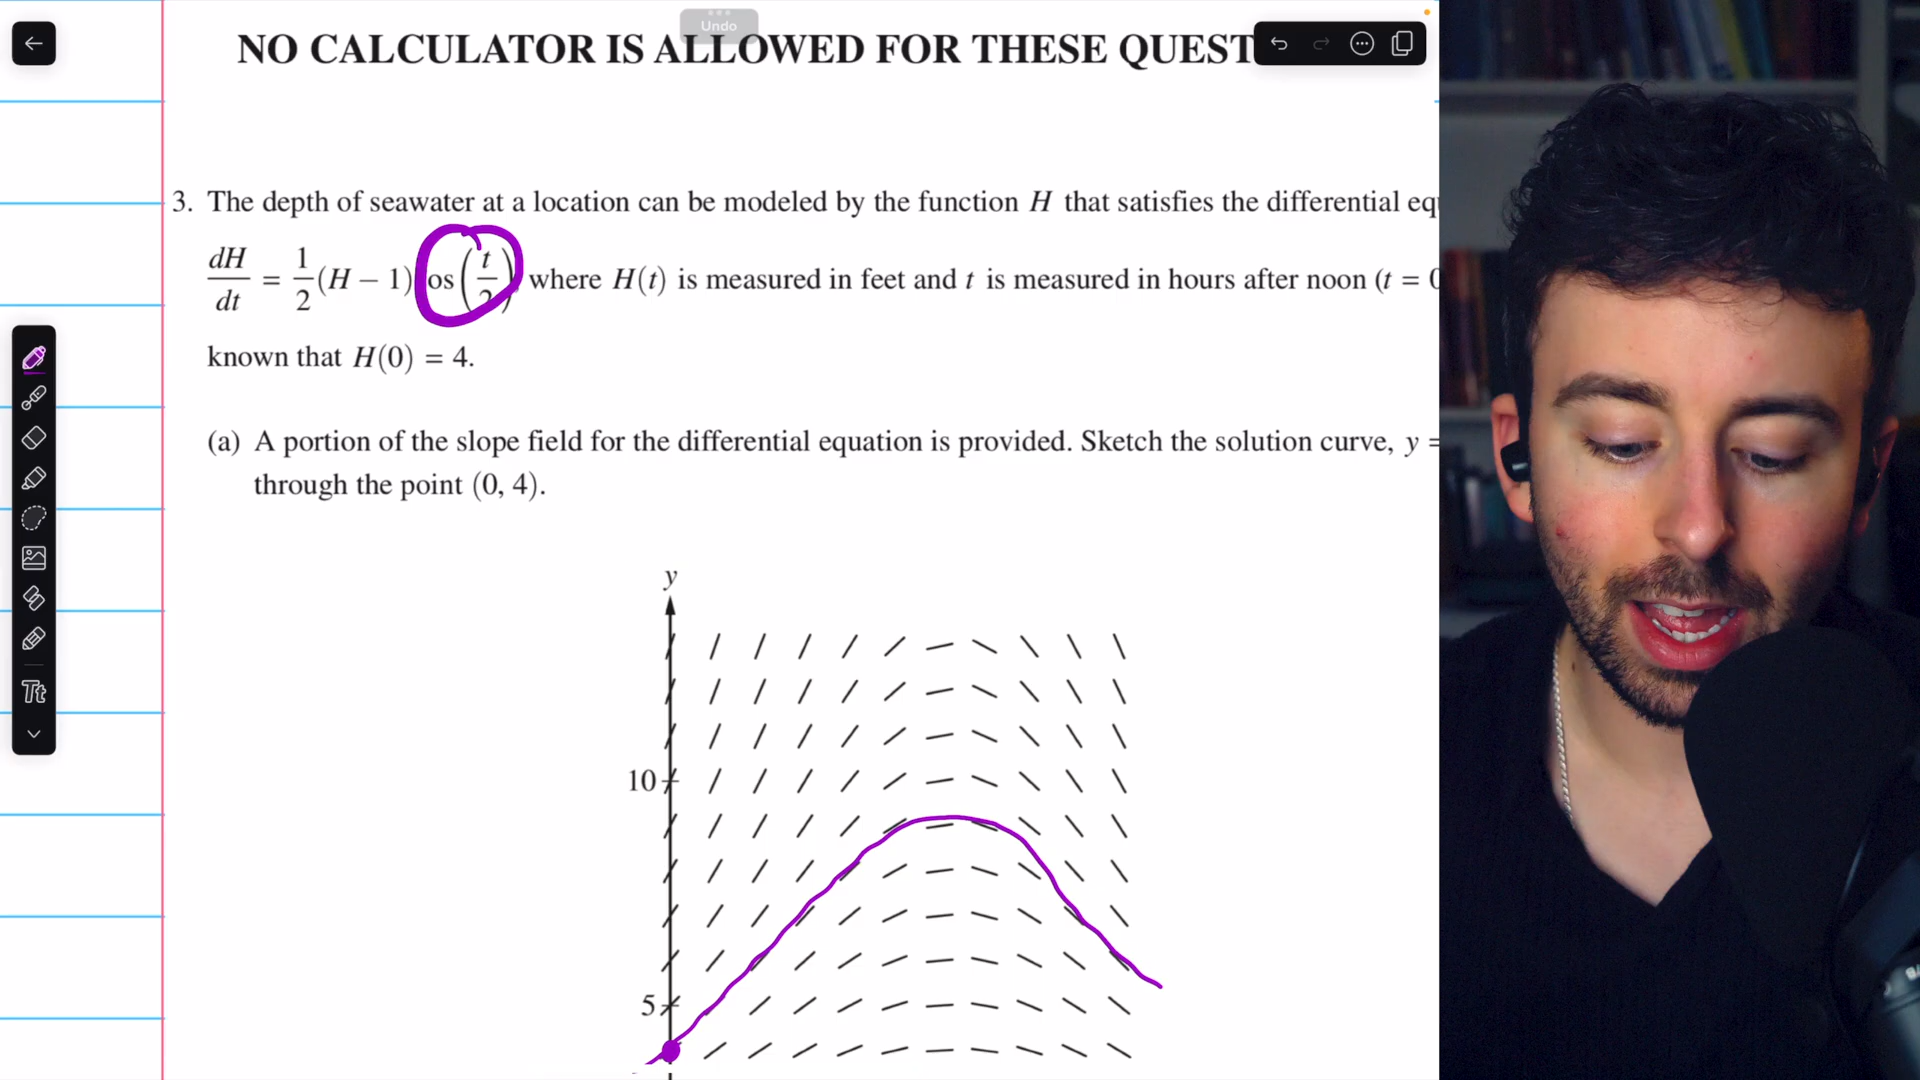 Undo
NO CALCULATOR IS ALLOWED FOR THESE QUEST
3. The depth of seawater at a location can be modeled by the function H that satisfies the differential eq
dH/dt = 1/2 (H − 1) os(t/2) where H(t) is measured in feet and t is measured in hours after noon (t = 0
known that H(0) = 4.
(a) A portion of the slope field for the differential equation is provided. Sketch the solution curve, y =
through the point (0, 4).
y
10
5
Tt